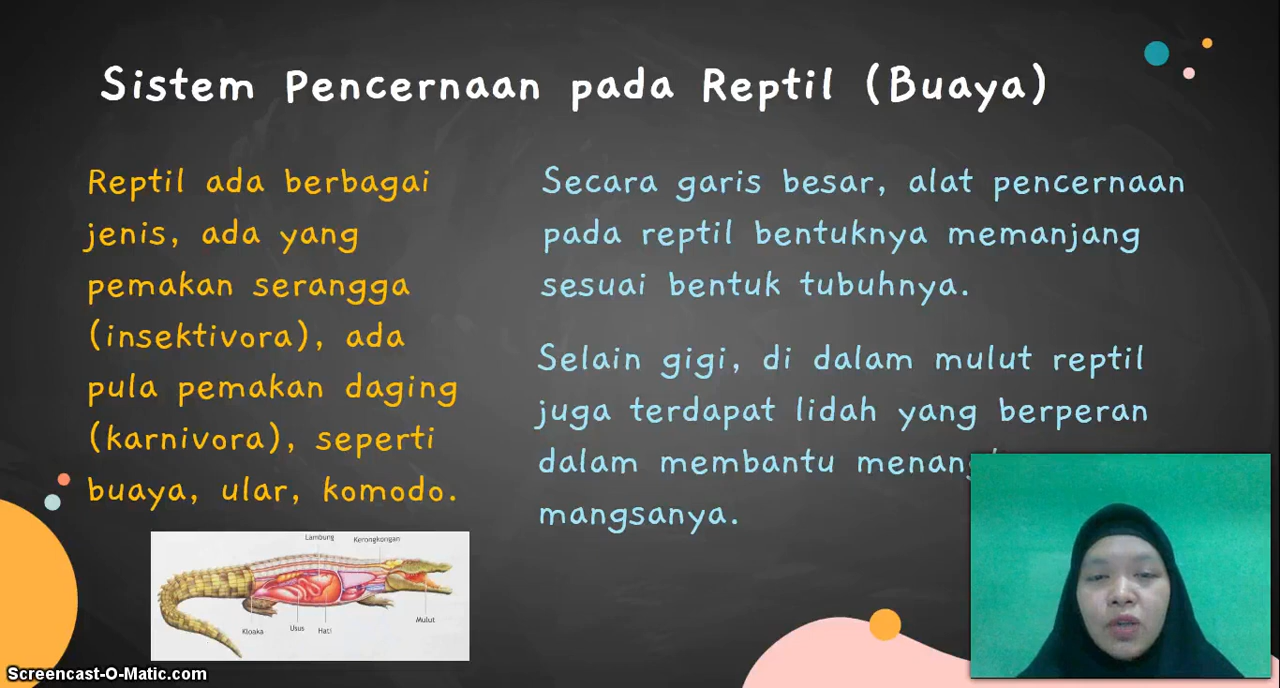 Sistem Pencernaan pada Reptil (Buaya)
Reptil ada berbagai
jenis, ada yang
pemakan serangga
(insektivora), ada
pula pemakan daging
(karnivora), seperti
buaya, ular, komodo.
Secara garis besar, alat pencernaan
pada reptil bentuknya memanjang
sesuai bentuk tubuhnya.
Selain gigi, di dalam mulut reptil
juga terdapat lidah yang berperan
dalam membantu
mangsanya.
Lambung
Kerongkongan
Kloaka
Usus
Hati
Mulut
Screencast-O-Matic.com